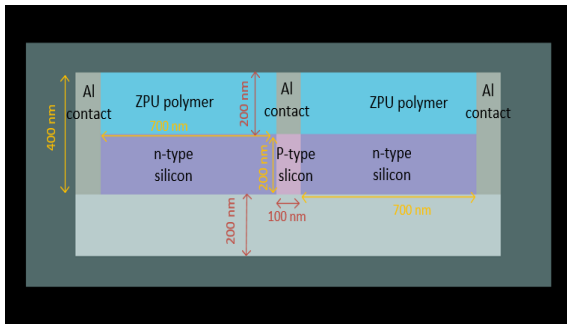 Al
contact
ZPU polymer
Al
contact
ZPU polymer
Al
contact
400 nm
200 nm
700 nm
n-type
silicon
200 nm
P-type
silicon
n-type
silicon
200 nm
100 nm
700 nm